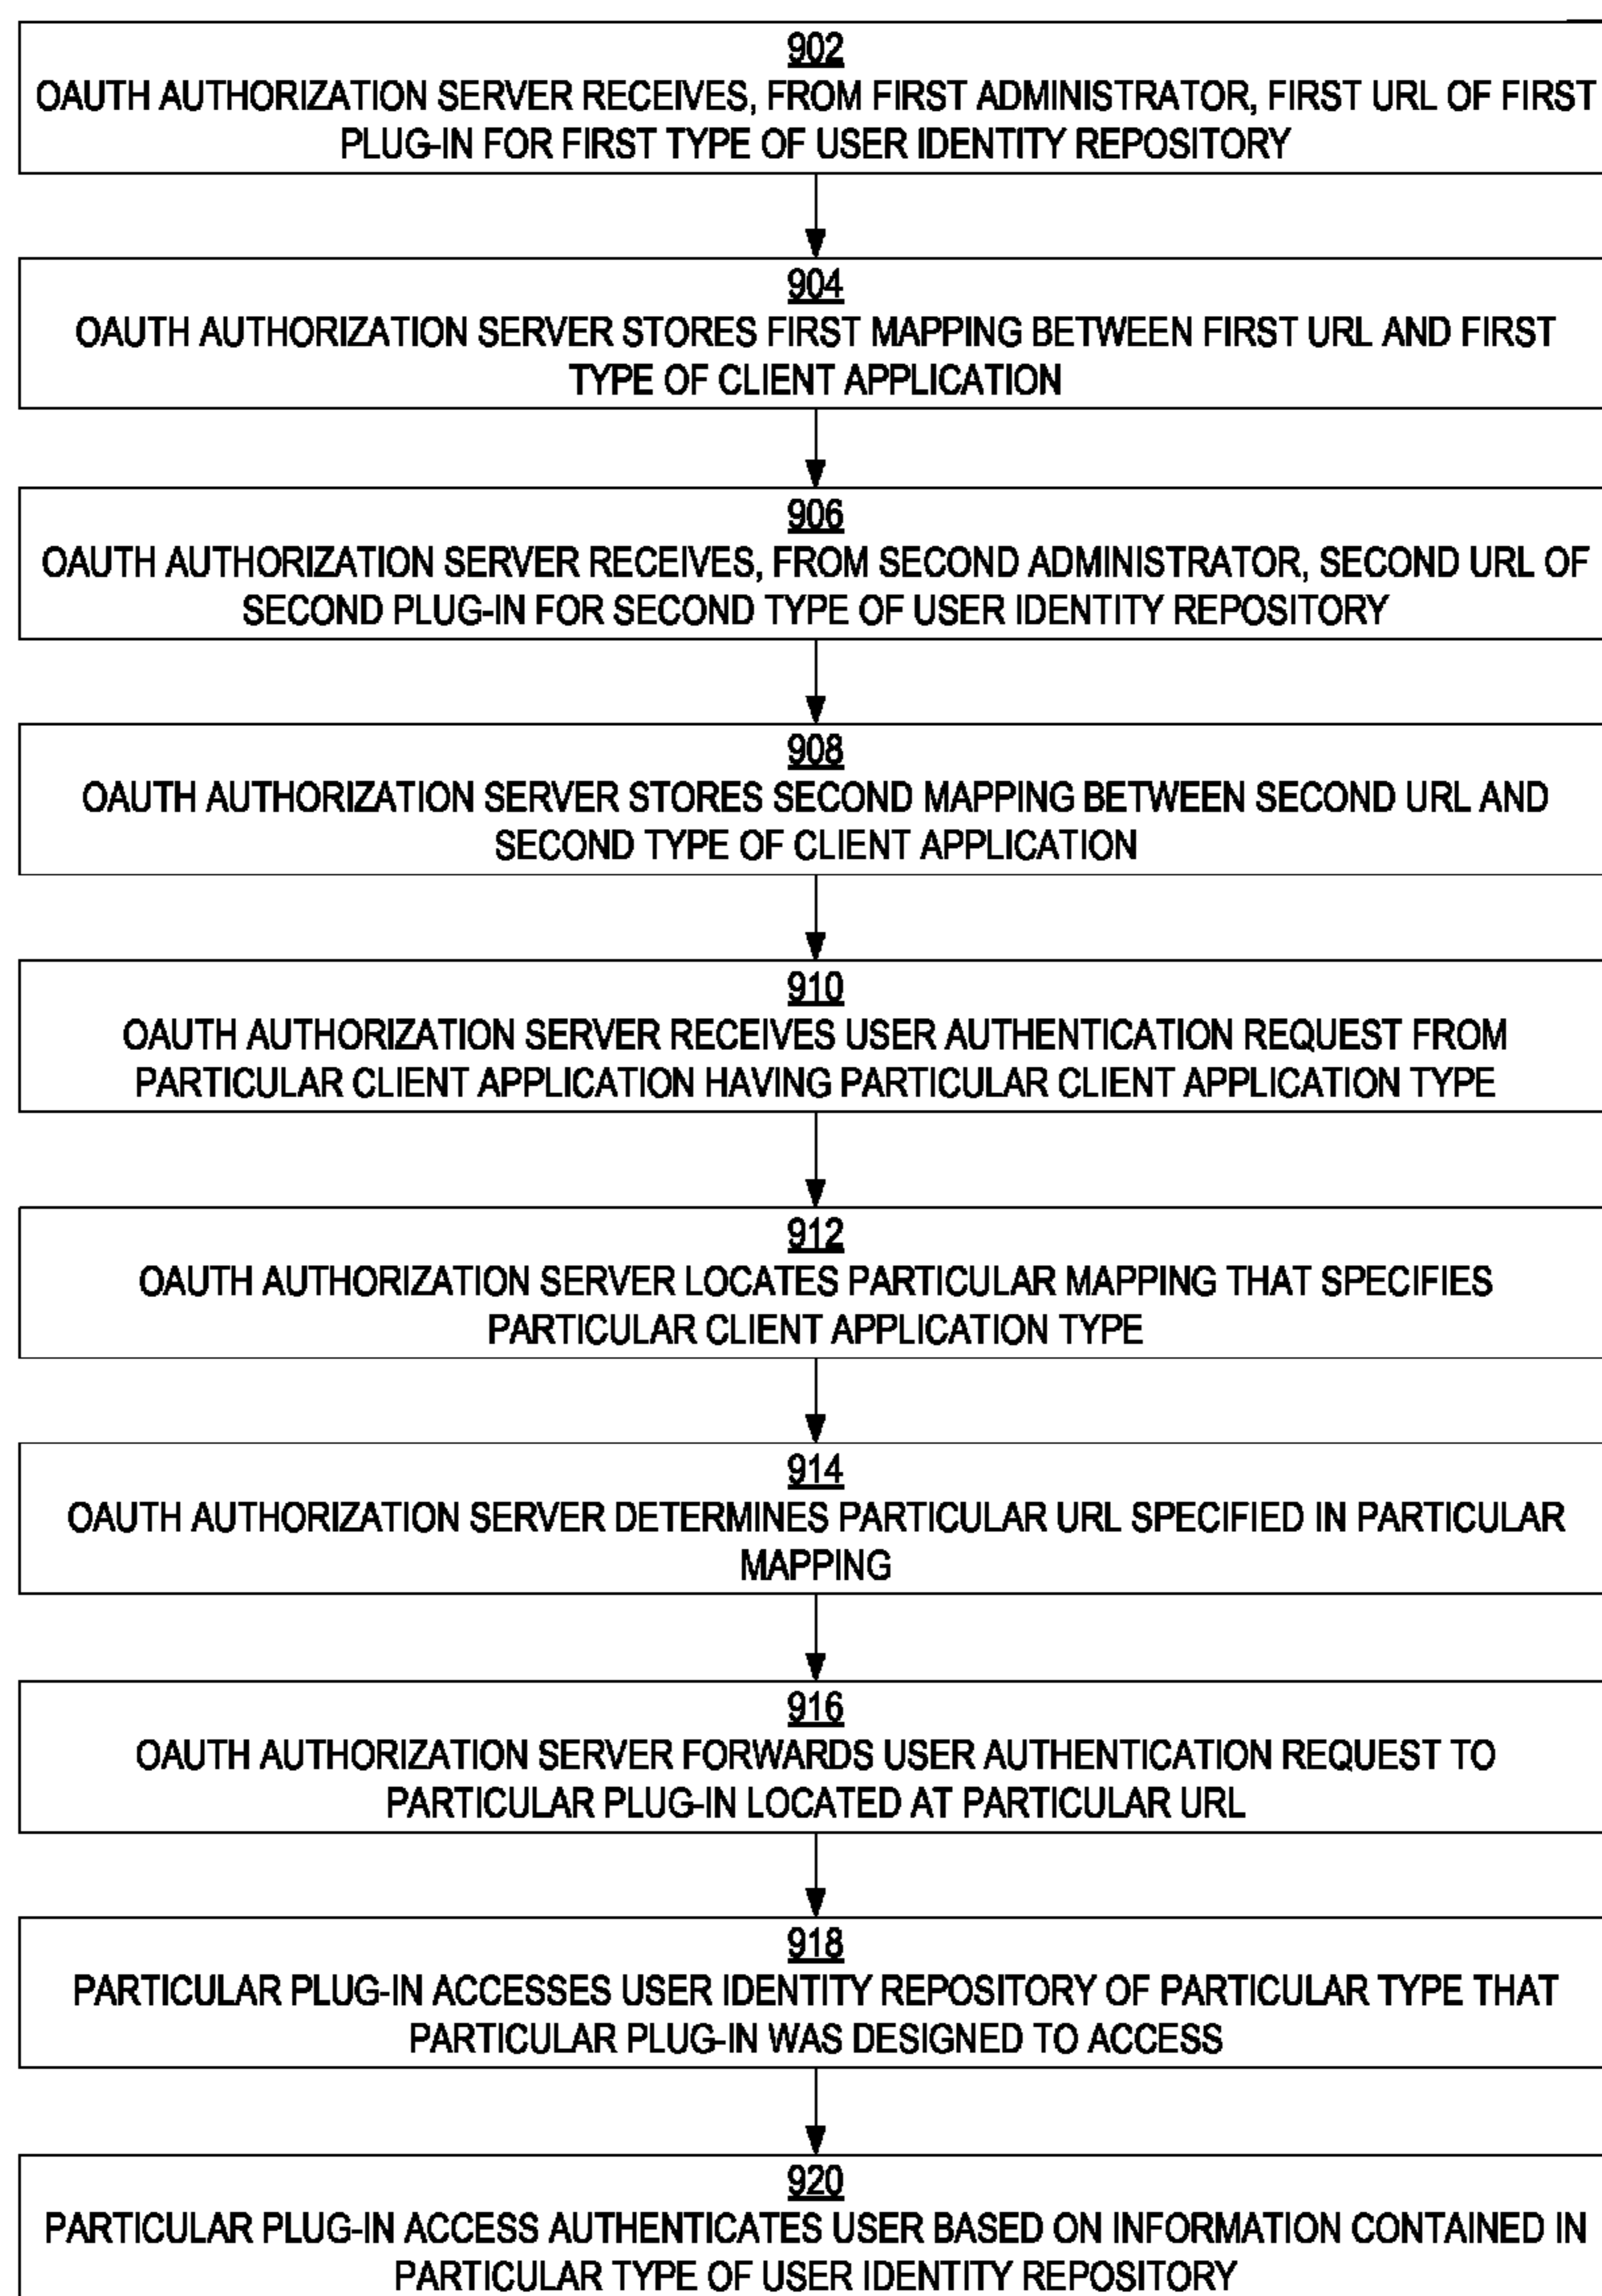 902
OAUTH AUTHORIZATION SERVER RECEIVES, FROM FIRST ADMINISTRATOR, FIRST URL OF FIRST
PLUG-IN FOR FIRST TYPE OF USER IDENTITY REPOSITORY
904
OAUTH AUTHORIZATION SERVER STORES FIRST MAPPING BETWEEN FIRST URL AND FIRST
TYPE OF CLIENT APPLICATION
906
OAUTH AUTHORIZATION SERVER RECEIVES, FROM SECOND ADMINISTRATOR, SECOND URL OF
SECOND PLUG-IN FOR SECOND TYPE OF USER IDENTITY REPOSITORY
908
OAUTH AUTHORIZATION SERVER STORES SECOND MAPPING BETWEEN SECOND URL AND
SECOND TYPE OF CLIENT APPLICATION
910
OAUTH AUTHORIZATION SERVER RECEIVES USER AUTHENTICATION REQUEST FROM
PARTICULAR CLIENT APPLICATION HAVING PARTICULAR CLIENT APPLICATION TYPE
912
OAUTH AUTHORIZATION SERVER LOCATES PARTICULAR MAPPING THAT SPECIFIES
PARTICULAR CLIENT APPLICATION TYPE
914
OAUTH AUTHORIZATION SERVER DETERMINES PARTICULAR URL SPECIFIED IN PARTICULAR
MAPPING
916
OAUTH AUTHORIZATION SERVER FORWARDS USER AUTHENTICATION REQUEST TO
PARTICULAR PLUG-IN LOCATED AT PARTICULAR URL
918
PARTICULAR PLUG-IN ACCESSES USER IDENTITY REPOSITORY OF PARTICULAR TYPE THAT
PARTICULAR PLUG-IN WAS DESIGNED TO ACCESS
920
PARTICULAR PLUG-IN ACCESS AUTHENTICATES USER BASED ON INFORMATION CONTAINED IN
PARTICULAR TYPE OF USER IDENTITY REPOSITORY